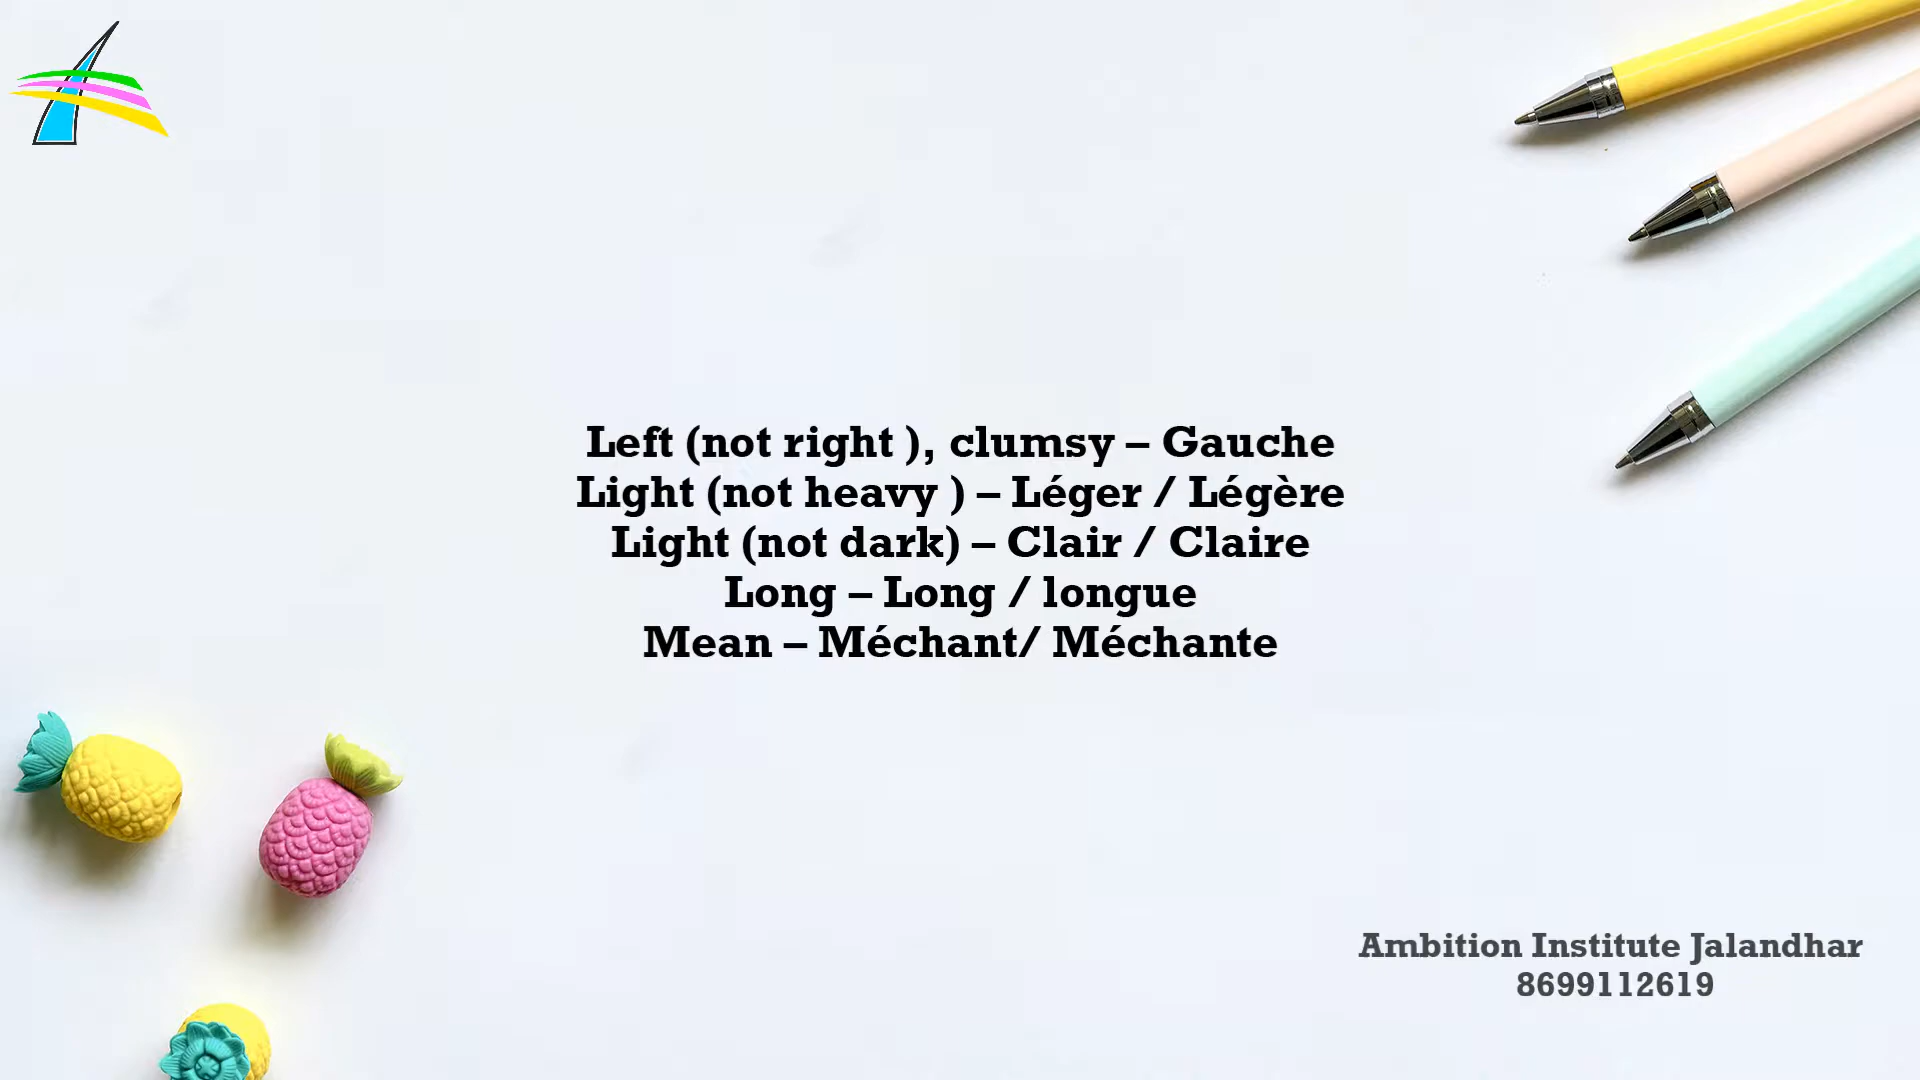 Left (not right ), clumsy – Gauche
Light (not heavy ) – Léger / Légère
Light (not dark) – Clair / Claire
Long – Long / longue
Mean – Méchant/ Méchante
Ambition Institute Jalandhar
8699112619